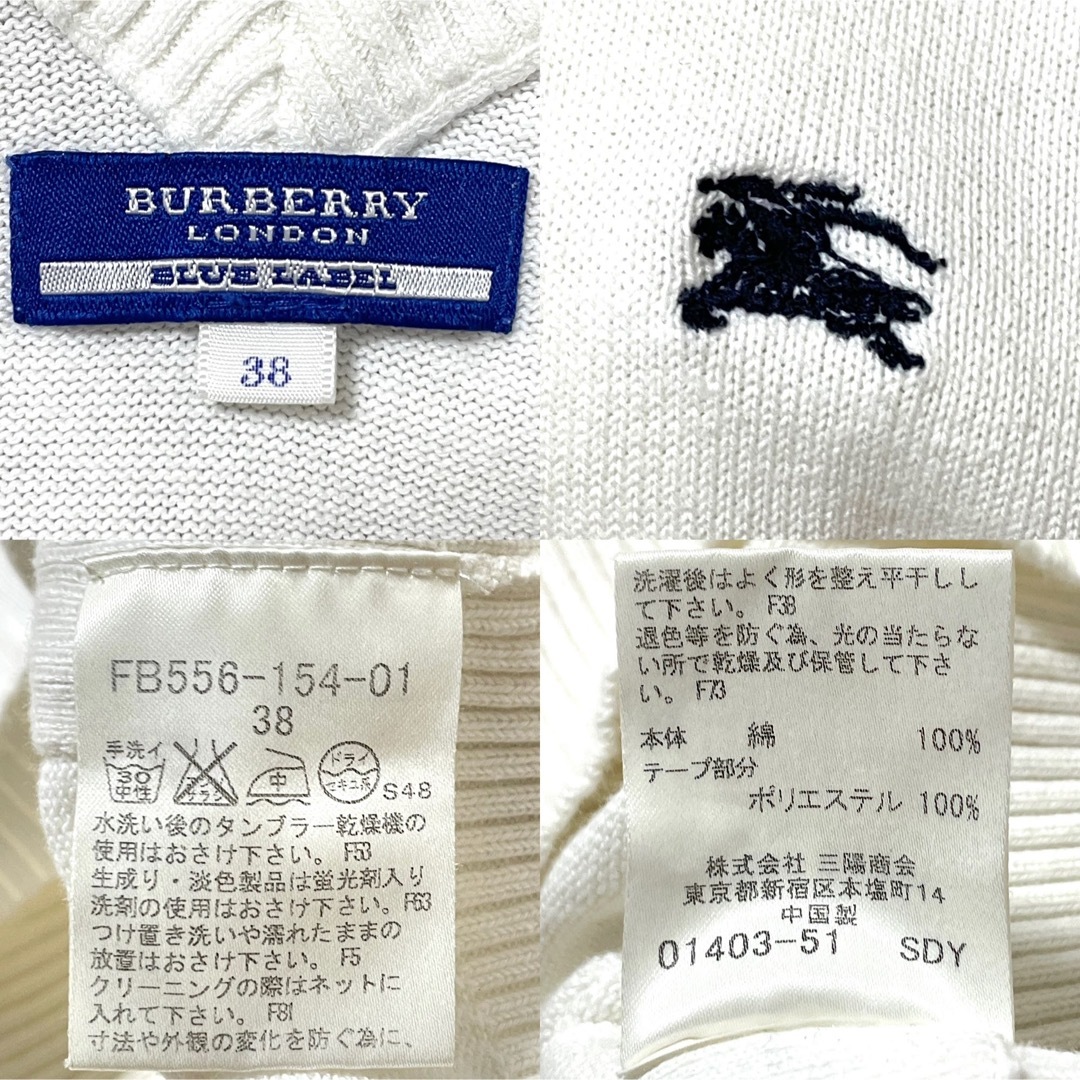 BURBERRY
LONDON
BLUE LABEL
38
FB556-154-01
38
手洗イ
30
中性
エンソ
サラシ
中
ドライ
セキユ系
S48
水洗い後のタンブラー乾燥機の
使用はおさけ下さい。 F53
生成り・淡色製品は蛍光剤入り
洗剤の使用はおさけ下さい。F63
つけ置き洗いや濡れたままの
放置はおさけ下さい。 F5
クリーニングの際はネットに
入れて下さい。 F81
寸法や外観の変化を防ぐ為に、
洗濯後はよく形を整え平干しし
て下さい。 F38
退色等を防ぐ為、光の当たらな
い所で乾燥及び保管して下さ
い。 F73
本体 綿 100%
テープ部分
ポリエステル 100%
株式会社 三陽商会
東京都新宿区本塩町14
中国製
01403-51 SDY